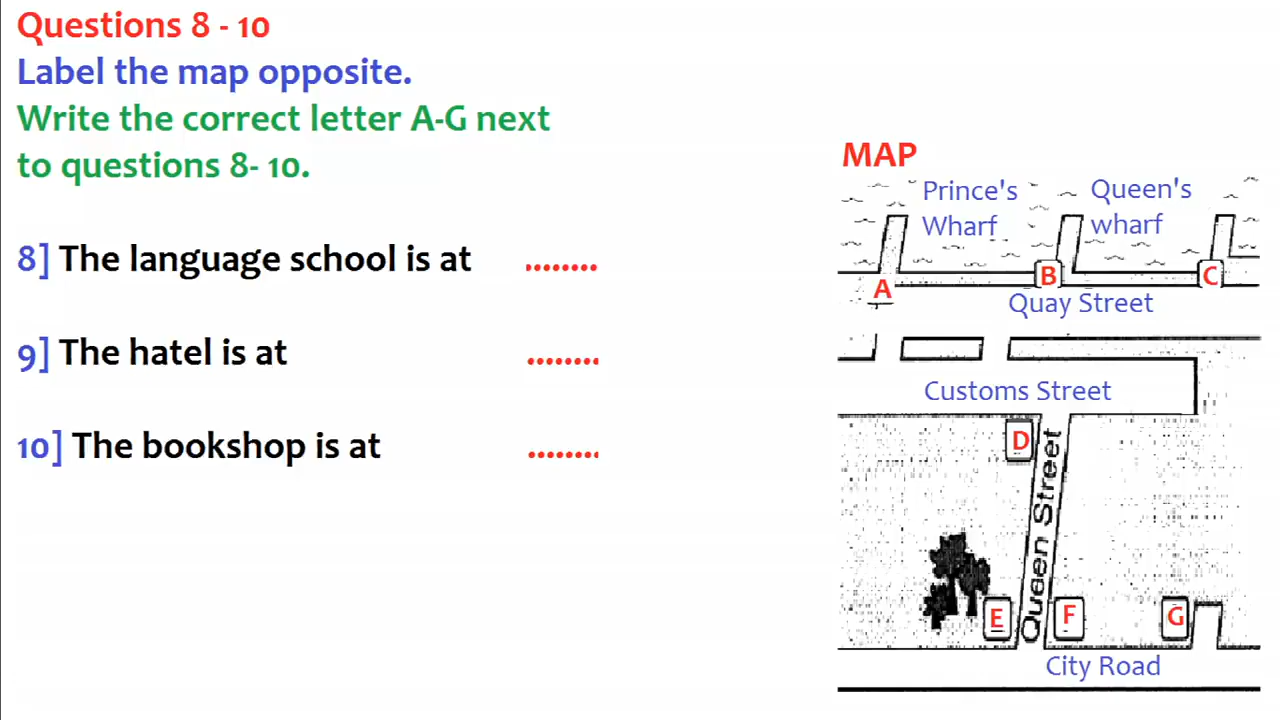 Questions 8 - 10
Label the map opposite.
Write the correct letter A-G next
to questions 8- 10.
8] The language school is at ........
9] The hatel is at ........
10] The bookshop is at ........
MAP
Prince's
Wharf
Queen's
wharf
A
B
C
Quay Street
Customs Street
D
Queen Street
E
F
G
City Road